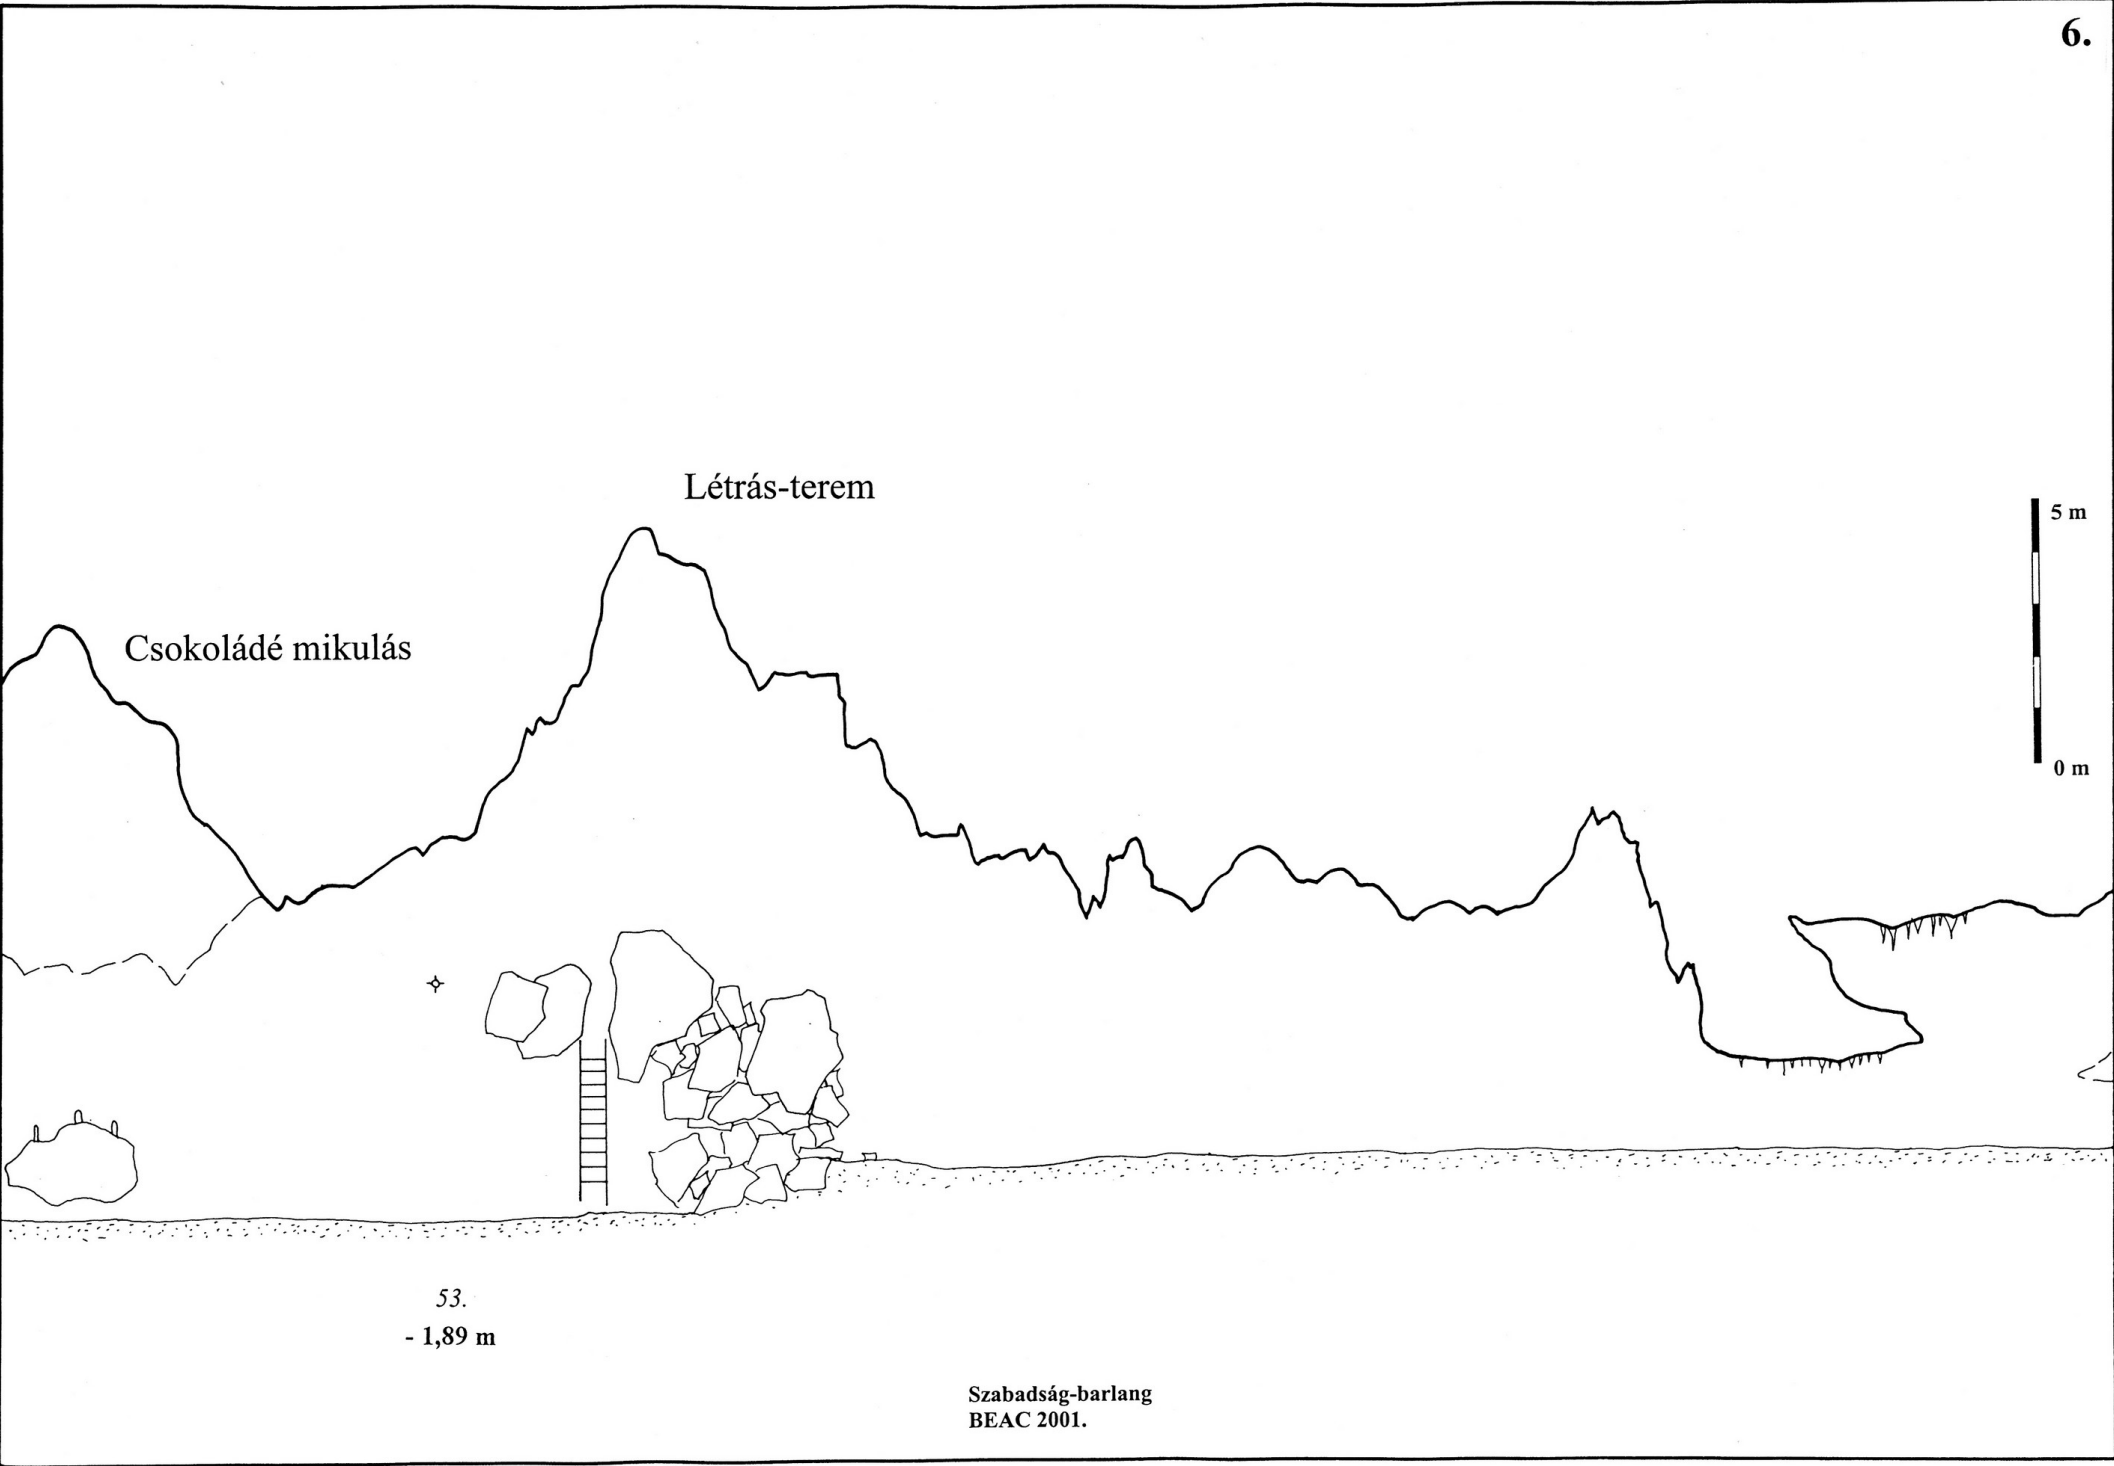 6.
Létrás-terem
5 m
Csokoládé mikulás
0 m
53.
- 1,89 m
Szabadság-barlang
BEAC 2001.